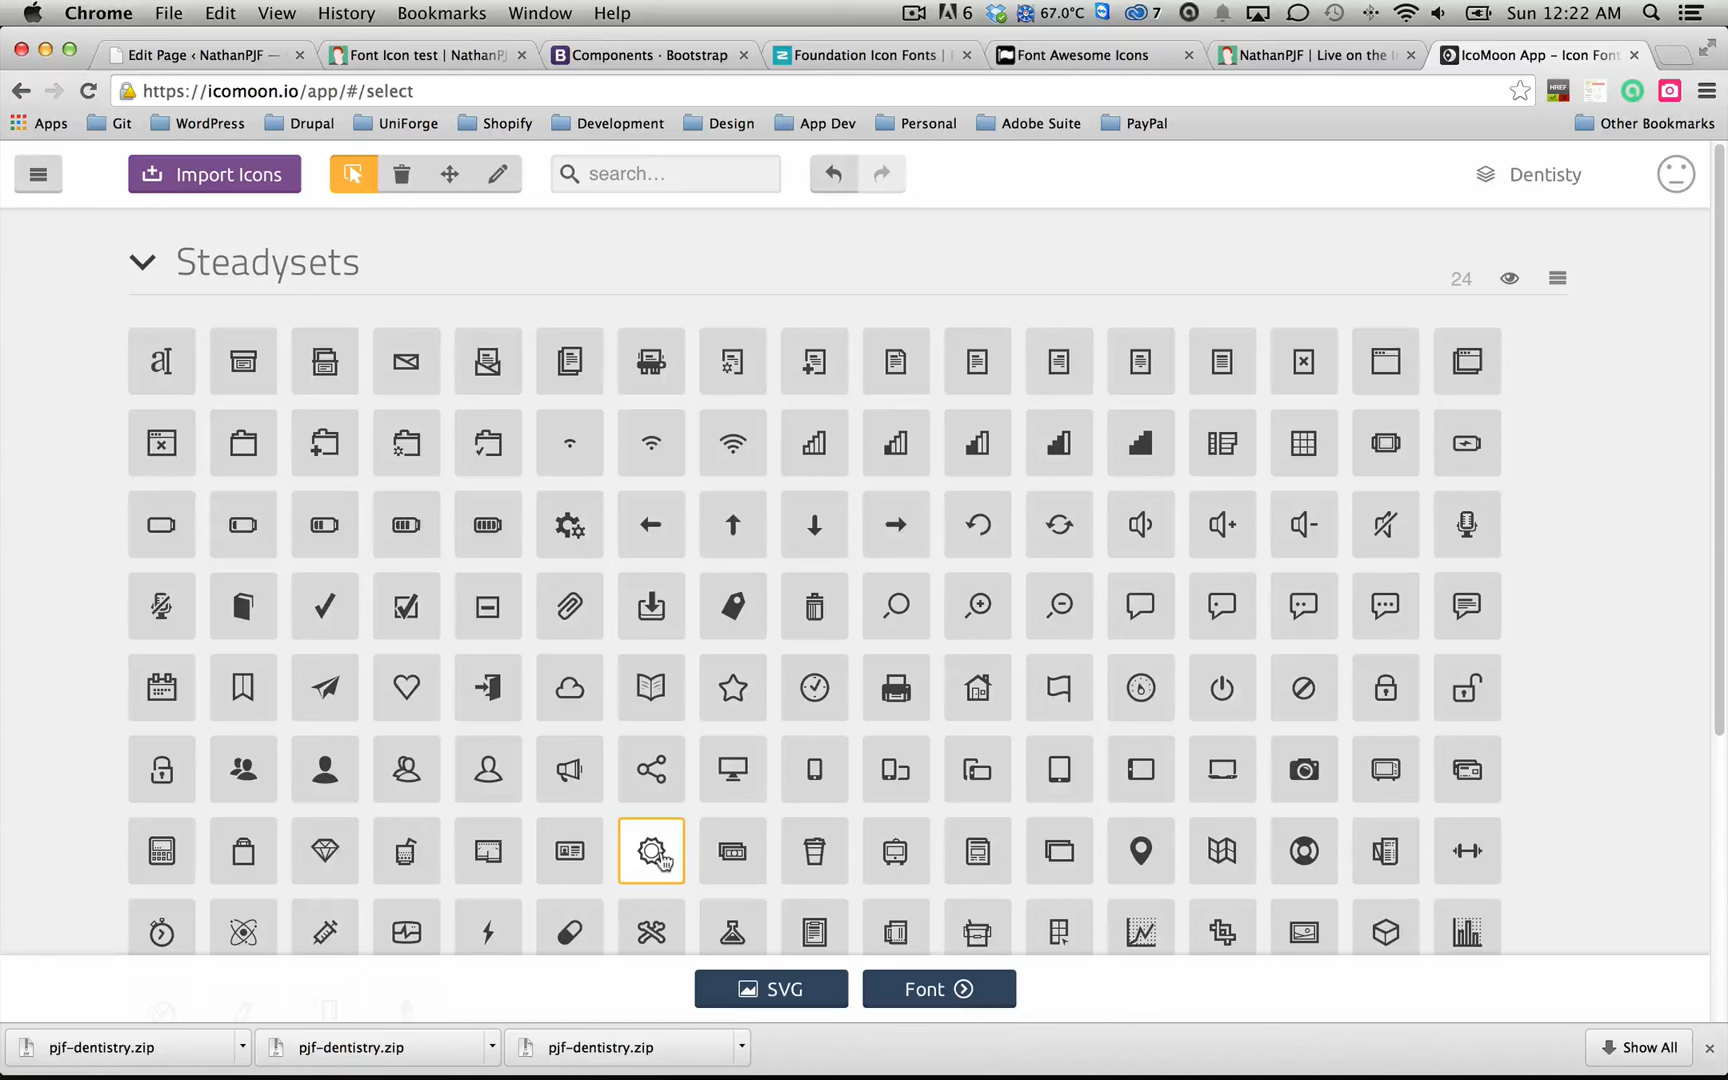 Chrome File Edit View History Bookmarks Window Help 6 67.0°C 7 Sun 12:22 AM
Edit Page ‹ NathanPJF — Font Icon test | NathanPJ Components · Bootstrap Foundation Icon Fonts | Font Awesome Icons NathanPJF | Live on the I IcoMoon App - Icon Font
https://icomoon.io/app/#/select HREF
Apps Git WordPress Drupal UniForge Shopify Development Design App Dev Personal Adobe Suite PayPal Other Bookmarks
Import Icons search... Dentisty
Steadysets
24
SVG Font
pjf-dentistry.zip pjf-dentistry.zip pjf-dentistry.zip Show All